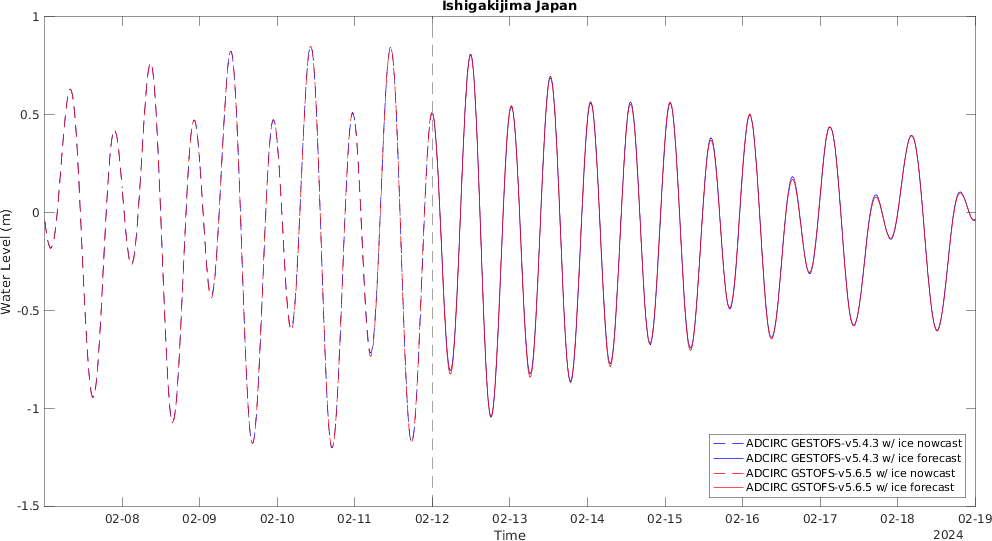 Ishigakijima Japan
1
0.5
0
-0.5
-1
-1.5
Water Level (m)
02-08 02-09 02-10 02-11 02-12 02-13 02-14 02-15 02-16 02-17 02-18 02-19
Time
2024
ADCIRC GESTOFS-v5.4.3 w/ ice nowcast
ADCIRC GESTOFS-v5.4.3 w/ ice forecast
ADCIRC GSTOFS-v5.6.5 w/ ice nowcast
ADCIRC GSTOFS-v5.6.5 w/ ice forecast